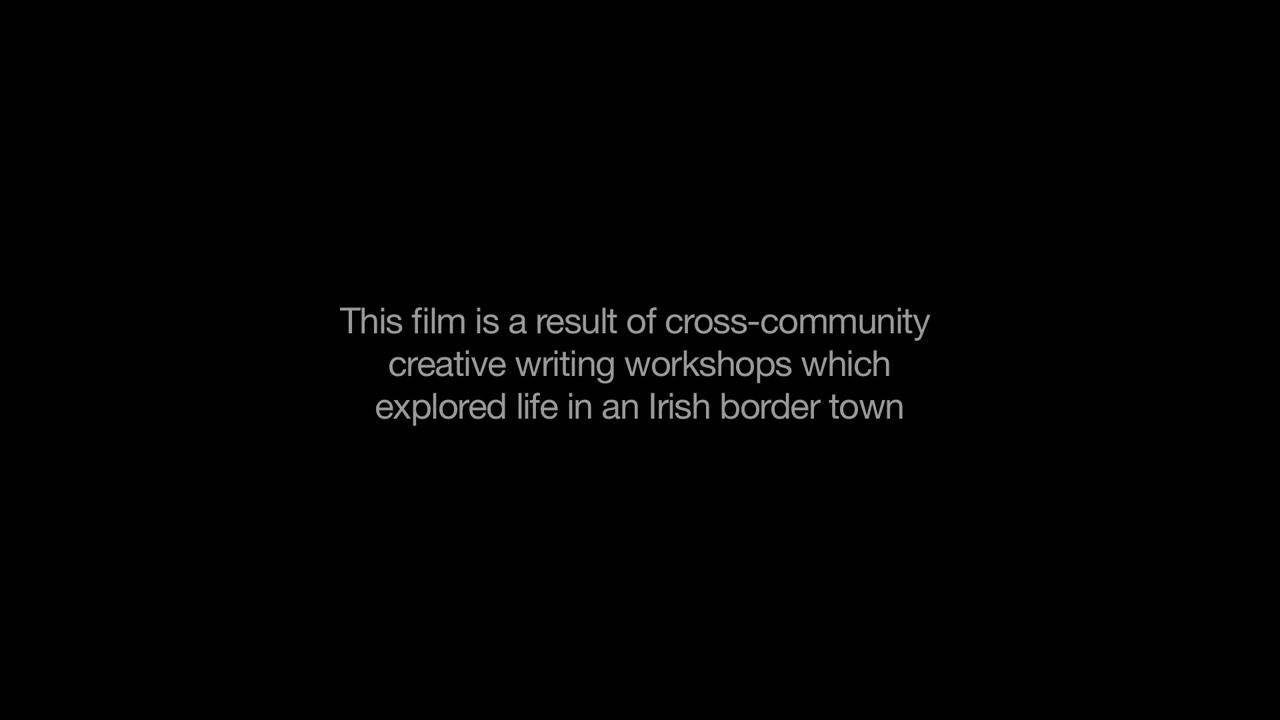 This film is a result of cross-community
creative writing workshops which
explored life in an Irish border town